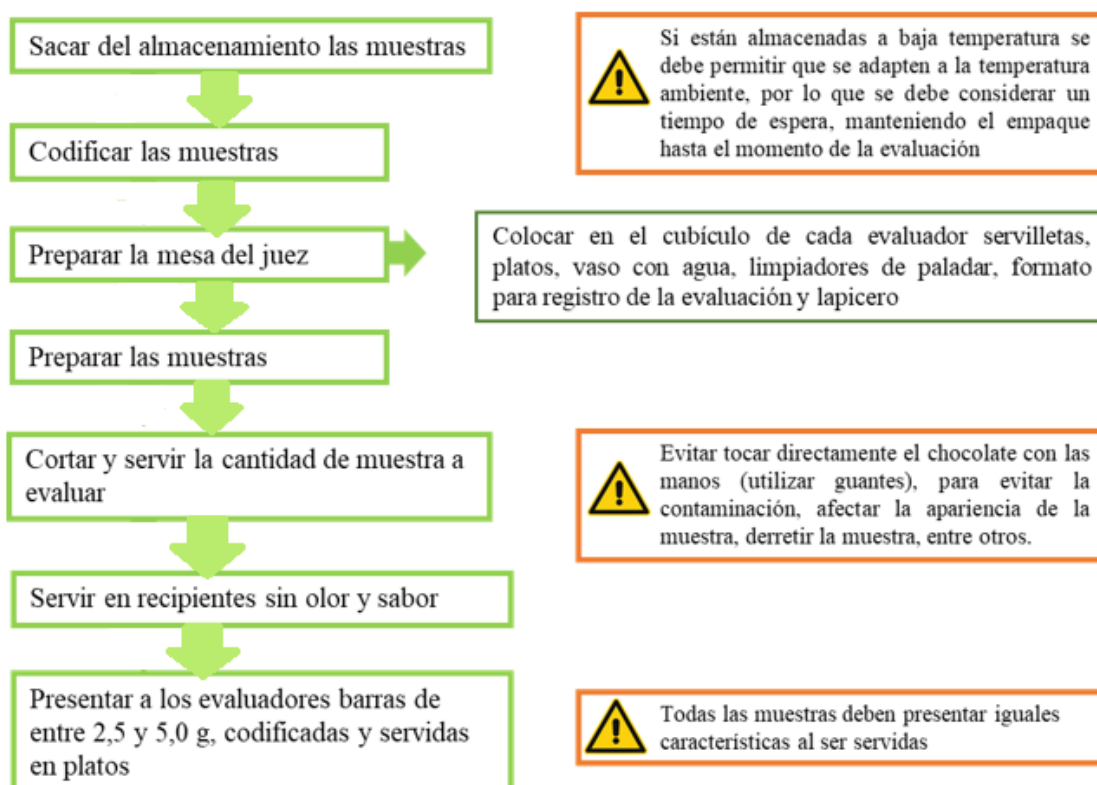 Sacar del almacenamiento las muestras
Si están almacenadas a baja temperatura se
debe permitir que se adapten a la temperatura
ambiente, por lo que se debe considerar un
tiempo de espera, manteniendo el empaque
hasta el momento de la evaluación
Codificar las muestras
Preparar la mesa del juez
Colocar en el cubículo de cada evaluador servilletas,
platos, vaso con agua, limpiadores de paladar, formato
para registro de la evaluación y lapicero
Preparar las muestras
Cortar y servir la cantidad de muestra a
evaluar
Evitar tocar directamente el chocolate con las
manos (utilizar guantes), para evitar la
contaminación, afectar la apariencia de la
muestra, derretir la muestra, entre otros.
Servir en recipientes sin olor y sabor
Presentar a los evaluadores barras de
entre 2,5 y 5,0 g, codificadas y servidas
en platos
Todas las muestras deben presentar iguales
características al ser servidas